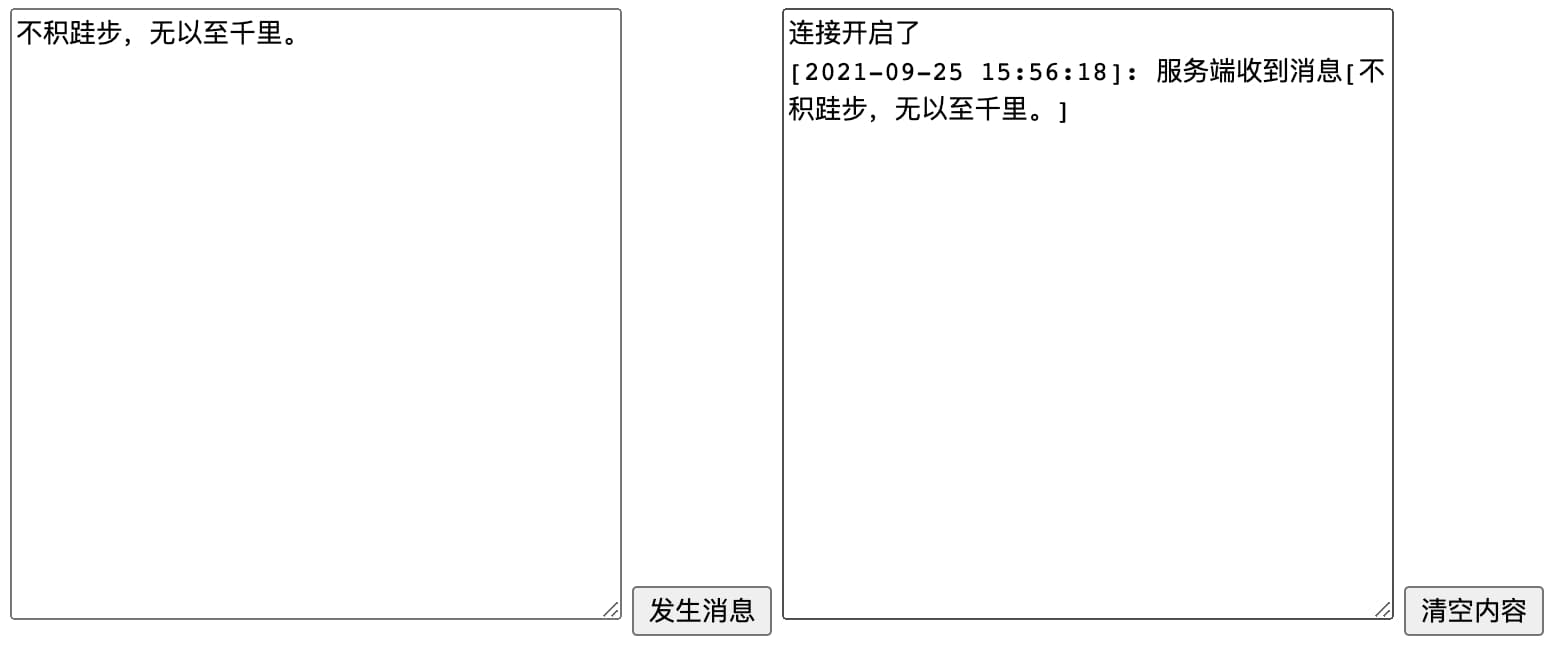 不积跬步，无以至千里。
发生消息
连接开启了
[2021-09-25 15:56:18]: 服务端收到消息[不
积跬步，无以至千里。]
清空内容